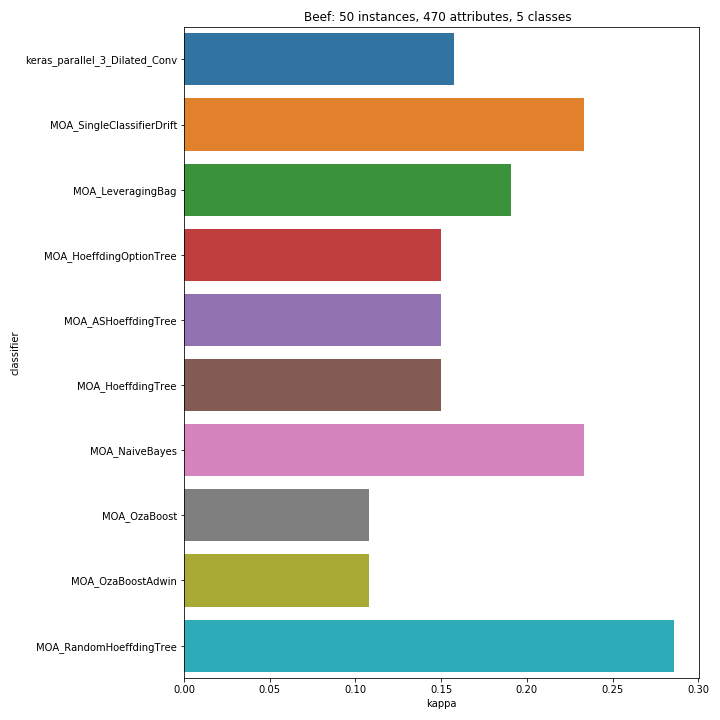 Beef: 50 instances, 470 attributes, 5 classes
classifier
keras_parallel_3_Dilated_Conv
MOA_SingleClassifierDrift
MOA_LeveragingBag
MOA_HoeffdingOptionTree
MOA_ASHoeffdingTree
MOA_HoeffdingTree
MOA_NaiveBayes
MOA_OzaBoost
MOA_OzaBoostAdwin
MOA_RandomHoeffdingTree
0.00 0.05 0.10 0.15 0.20 0.25 0.30
kappa